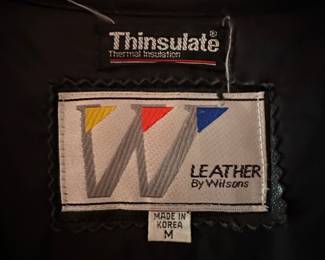 Thinsulate®
Thermal Insulation
W
LEATHER
By Wilsons
MADE IN
KOREA
M